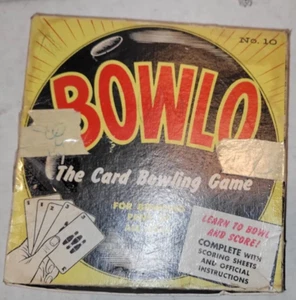 No. 10
BOWLO
The Card Bowling Game
FOR
LEARN TO BOWL
AND SCORE!
COMPLETE WITH
SCORING SHEETS
AND OFFICIAL
INSTRUCTIONS